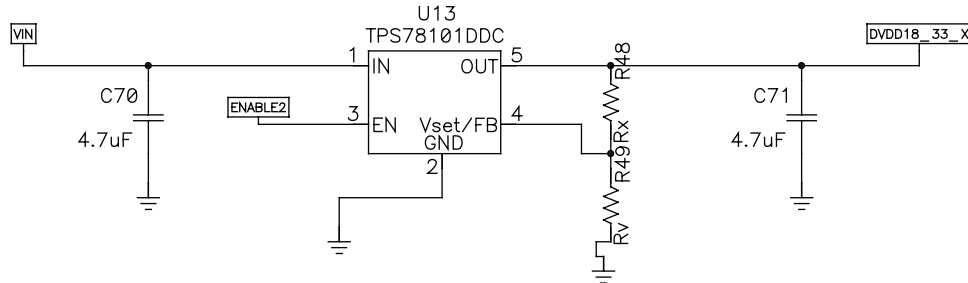 U13
TPS78101DDC
VIN
DVDD18_33_X
1
IN
OUT
5
R48
Rx
C70
4.7uF
ENABLE2
3
EN
Vset/FB
4
GND
2
R49
Rv
C71
4.7uF